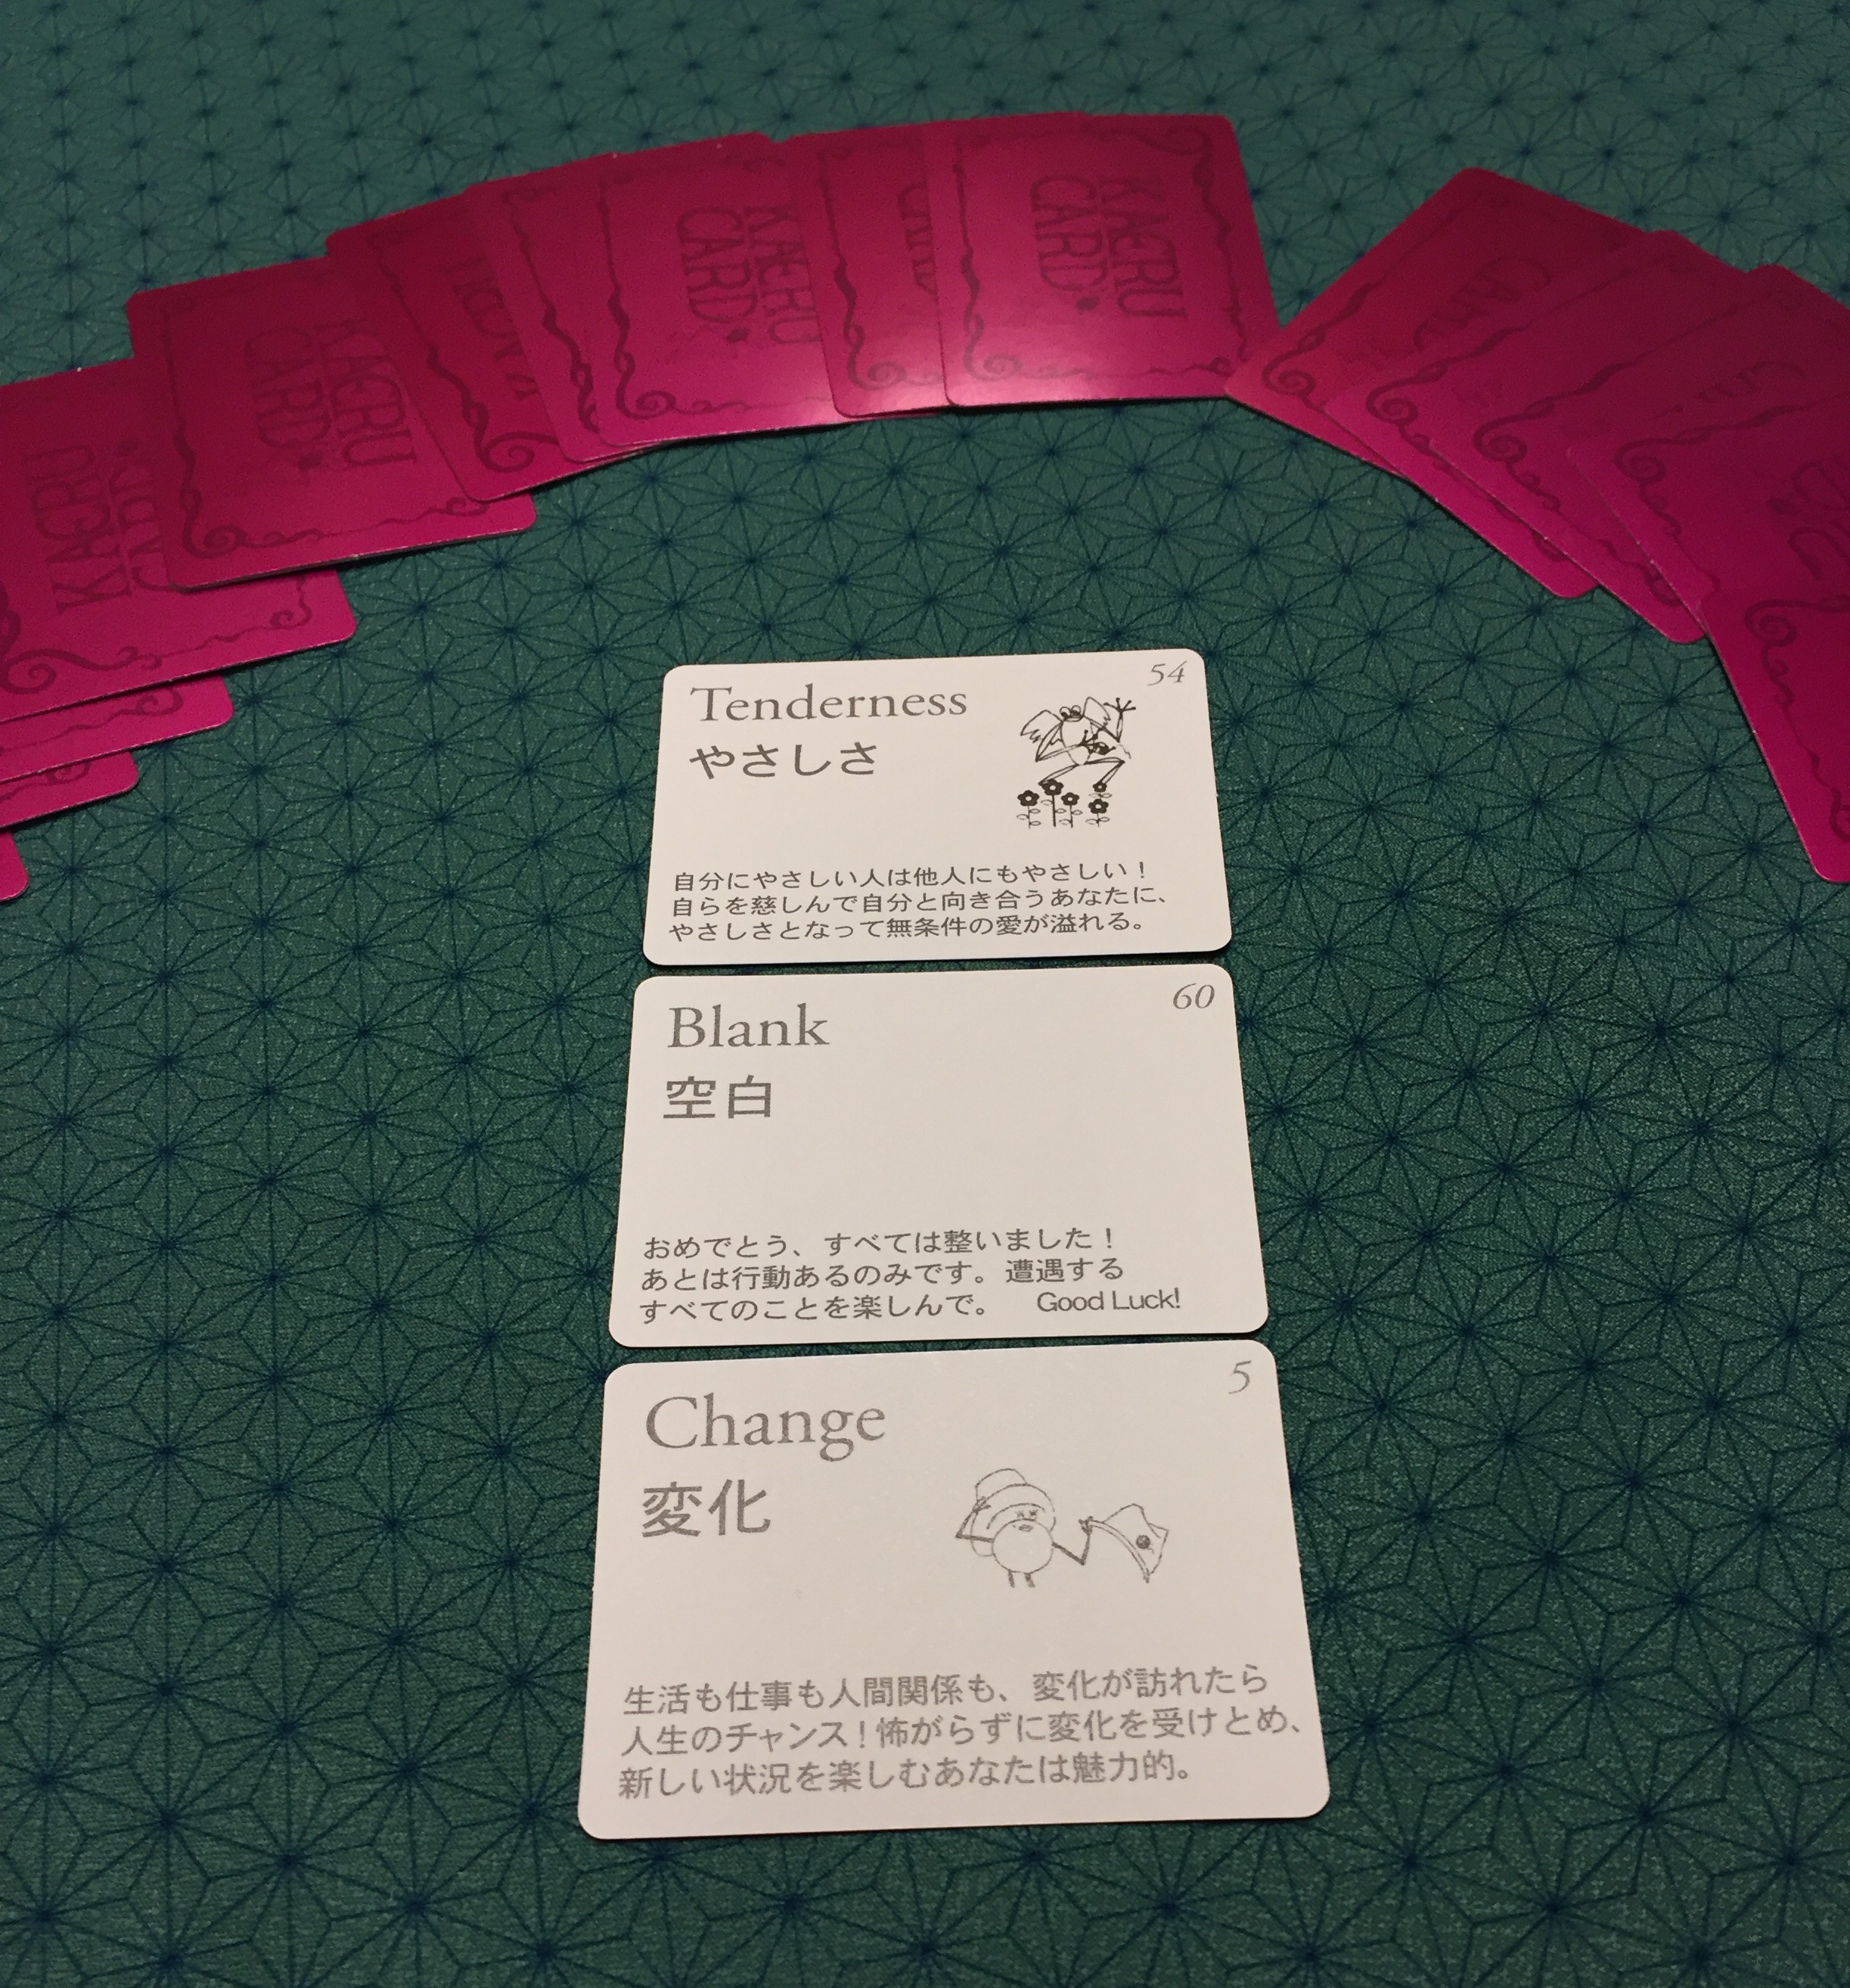 KAERU
CARD
KAERU
CARD
KAERU
CARD
KAERU
CARD
54
Tenderness
やさしさ
自分にやさしい人は他人にもやさしい！
自らを慈しんで自分と向き合うあなたに、
やさしさとなって無条件の愛が溢れる。
60
Blank
空白
おめでとう、すべては整いました！
あとは行動あるのみです。遭遇する
すべてのことを楽しんで。 Good Luck!
5
Change
変化
生活も仕事も人間関係も、変化が訪れたら
人生のチャンス！怖がらずに変化を受けとめ、
新しい状況を楽しむあなたは魅力的。